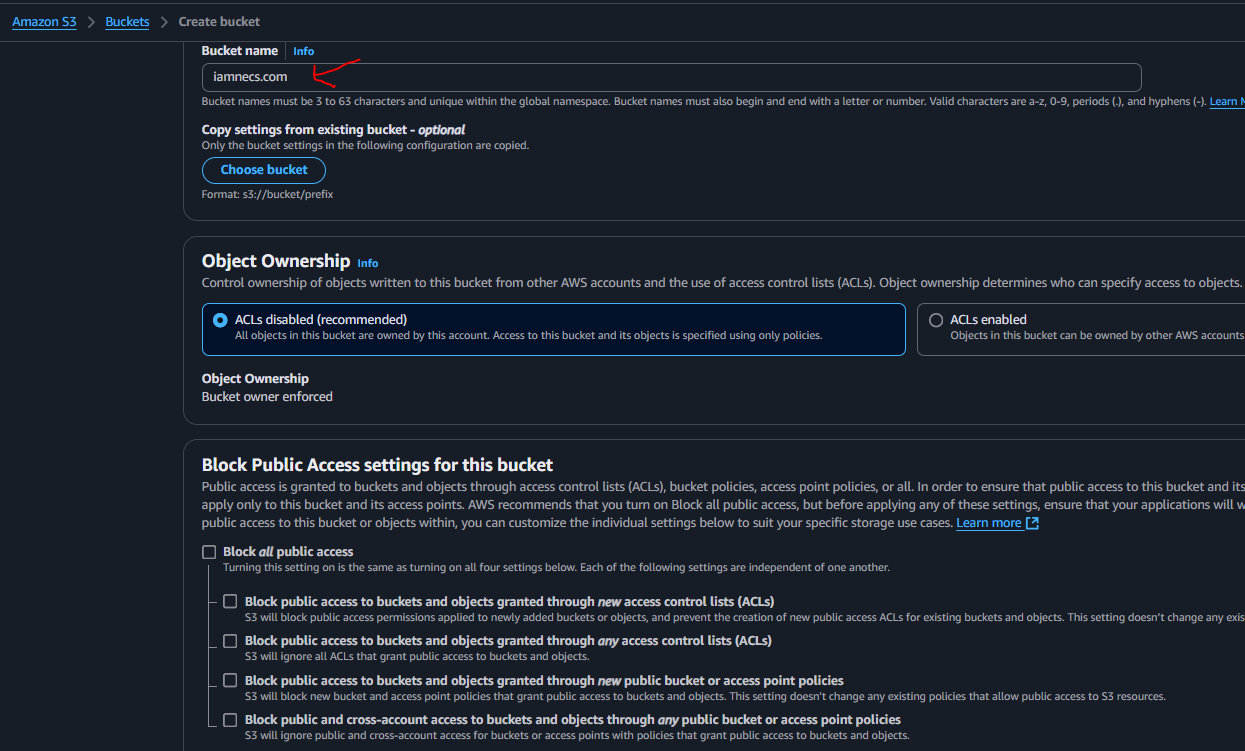 Amazon S3 > Buckets > Create bucket
Bucket name Info
iamnecs.com
Bucket names must be 3 to 63 characters and unique within the global namespace. Bucket names must also begin and end with a letter or number. Valid characters are a-z, 0-9, periods (.), and hyphens (-). Learn
Copy settings from existing bucket - optional
Only the bucket settings in the following configuration are copied.
Choose bucket
Format: s3://bucket/prefix
Object Ownership Info
Control ownership of objects written to this bucket from other AWS accounts and the use of access control lists (ACLs). Object ownership determines who can specify access to objects.
ACLs disabled (recommended)
All objects in this bucket are owned by this account. Access to this bucket and its objects is specified using only policies.
ACLs enabled
Objects in this bucket can be owned by other AWS accounts
Object Ownership
Bucket owner enforced
Block Public Access settings for this bucket
Public access is granted to buckets and objects through access control lists (ACLs), bucket policies, access point policies, or all. In order to ensure that public access to this bucket and its
apply only to this bucket and its access points. AWS recommends that you turn on Block all public access, but before applying any of these settings, ensure that your applications will
public access to this bucket or objects within, you can customize the individual settings below to suit your specific storage use cases. Learn more
Block all public access
Turning this setting on is the same as turning on all four settings below. Each of the following settings are independent of one another.
Block public access to buckets and objects granted through new access control lists (ACLs)
S3 will block public access permissions applied to newly added buckets or objects, and prevent the creation of new public access ACLs for existing buckets and objects. This setting doesn't change any
Block public access to buckets and objects granted through any access control lists (ACLs)
S3 will ignore all ACLs that grant public access to buckets and objects.
Block public access to buckets and objects granted through new public bucket or access point policies
S3 will block new bucket and access point policies that grant public access to buckets and objects. This setting doesn't change any existing policies that allow public access to S3 resources.
Block public and cross-account access to buckets and objects through any public bucket or access point policies
S3 will ignore public and cross-account access for buckets or access points with policies that grant public access to buckets and objects.